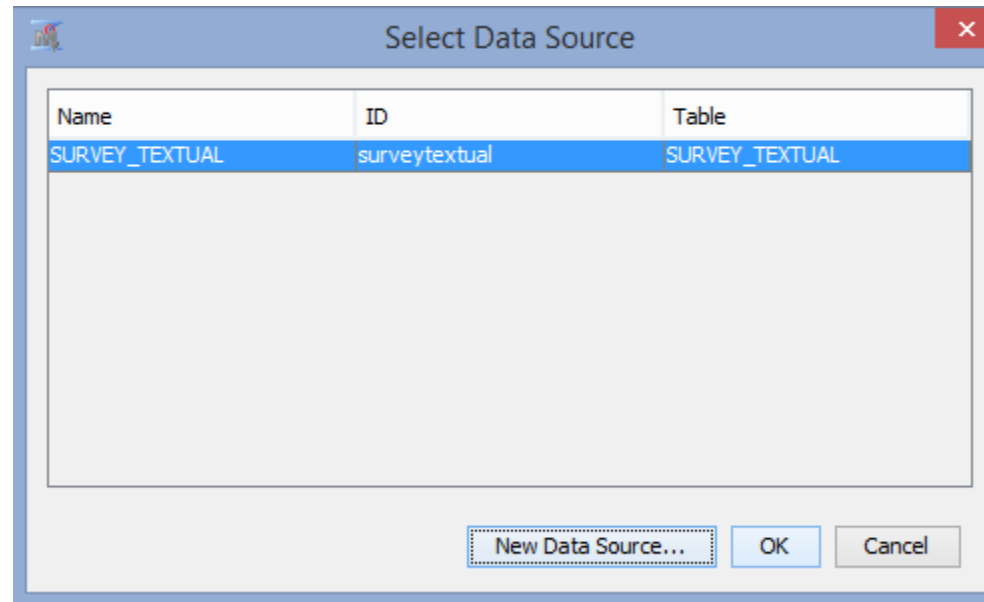 Select Data Source
Name ID Table
SURVEY_TEXTUAL surveytextual SURVEY_TEXTUAL
New Data Source... OK Cancel